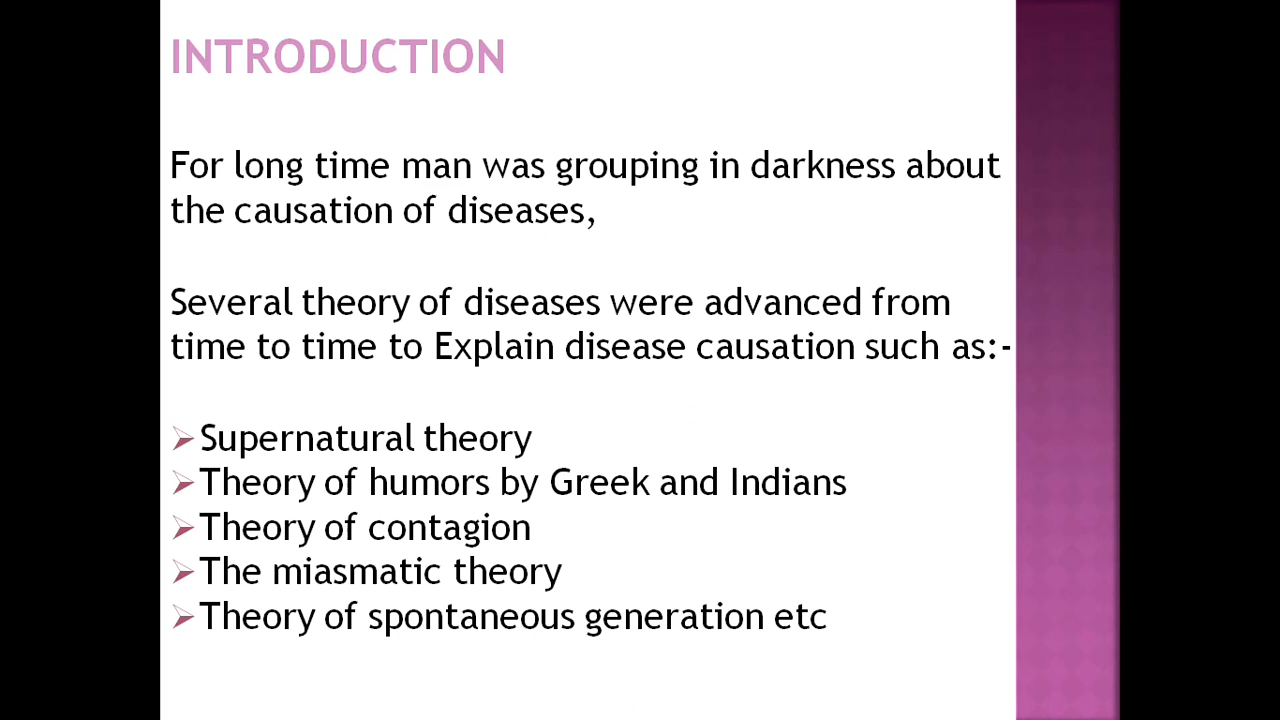 INTRODUCTION
For long time man was grouping in darkness about
the causation of diseases,
Several theory of diseases were advanced from
time to time to Explain disease causation such as:-
Supernatural theory
Theory of humors by Greek and Indians
Theory of contagion
The miasmatic theory
Theory of spontaneous generation etc